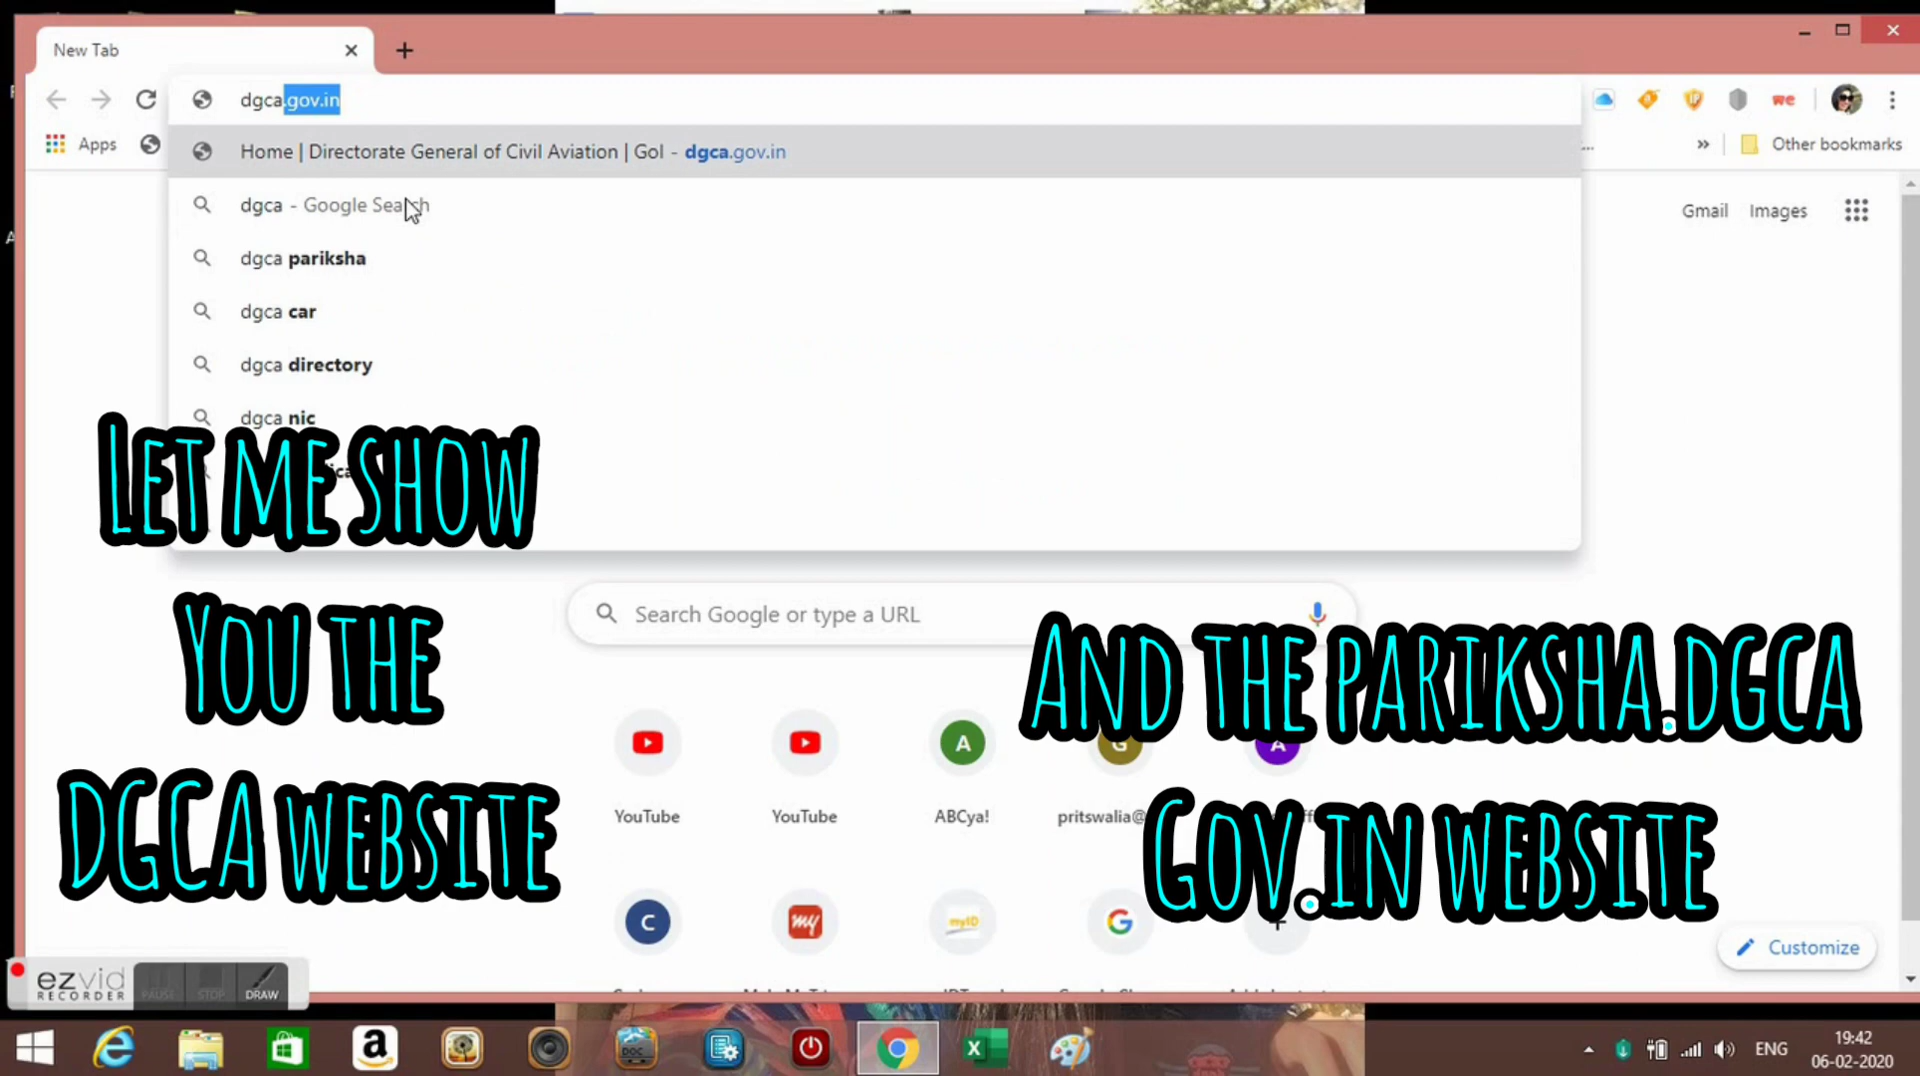 New Tab
dgca.gov.in
Home | Directorate General of Civil Aviation | GoI - dgca.gov.in
Apps
Other bookmarks
dgca - Google Search
Gmail Images
dgca pariksha
dgca car
dgca directory
dgca nic
Let me show
You the
DGCA website
Search Google or type a URL
And the pariksha.dgca
Gov.in website
YouTube
YouTube
ABCya!
pritswalia@
Customize
ezvid
RECORDER
PAUSE
STOP
DRAW
ENG
19:42
06-02-2020